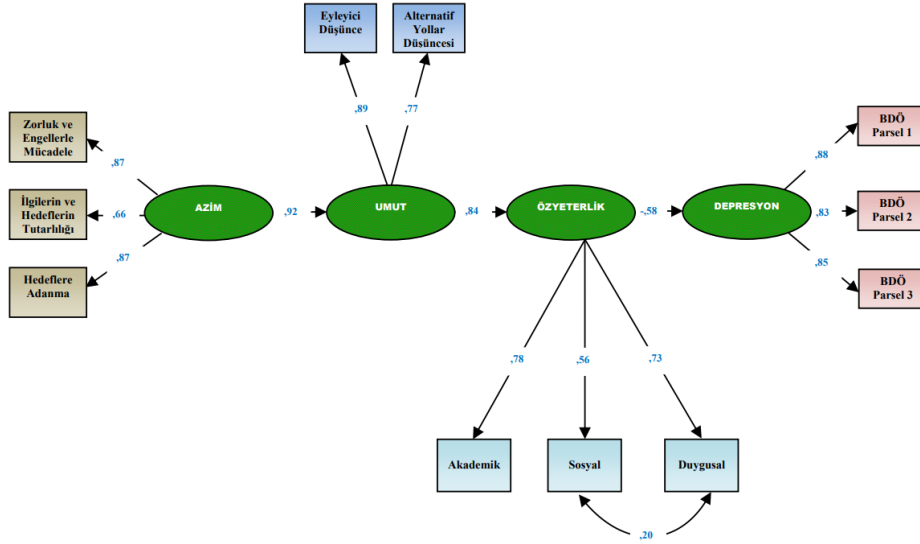 Eyleyici
Düşünce
Alternatif
Yollar
Düşüncesi
,89
,77
Zorluk ve
Engellerle
Mücadele
,87
İlgilerin ve
Hedeflerin
Tutarlılığı
,66
Hedeflere
Adanma
,87
AZİM
,92
UMUT
,84
ÖZYETERLİK
-,58
DEPRESYON
,88
BDÖ
Parsel 1
,83
BDÖ
Parsel 2
,85
BDÖ
Parsel 3
,78
,56
,73
Akademik
Sosyal
Duygusal
,20